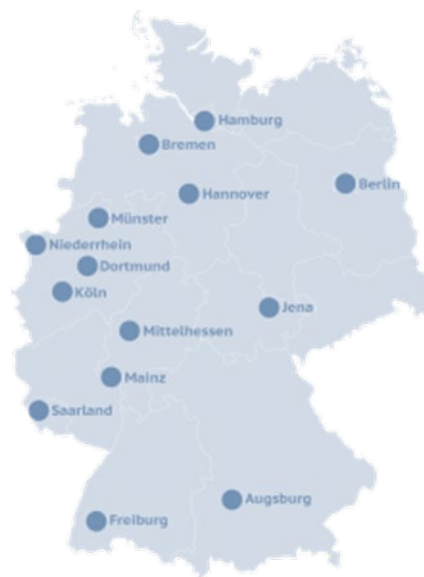 Hamburg
Bremen
Berlin
Hannover
Münster
Niederrhein
Dortmund
Köln
Jena
Mittelhessen
Mainz
Saarland
Augsburg
Freiburg